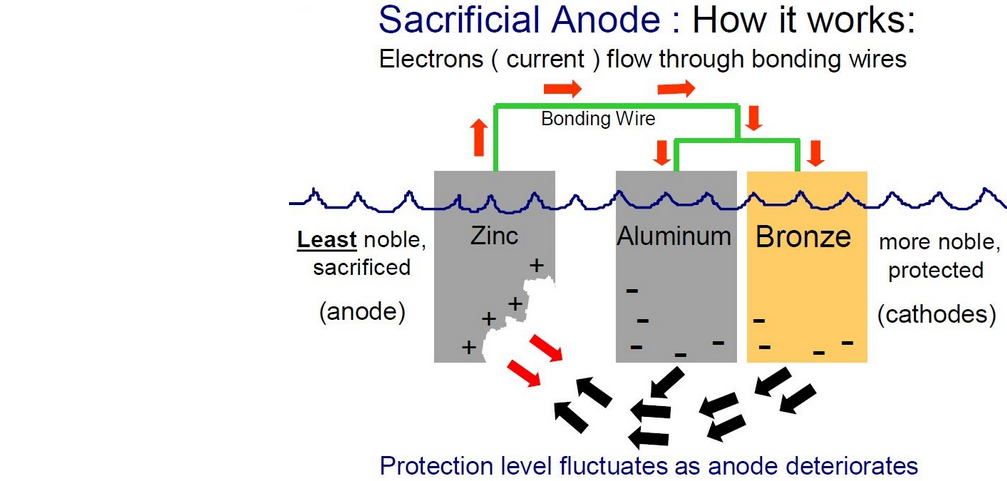 Sacrificial Anode : How it works:
Electrons ( current ) flow through bonding wires
Bonding Wire
Least noble,
sacrificed
(anode)
Zinc
Aluminum
Bronze
more noble,
protected
(cathodes)
+
+
+
+
-
-
-
-
-
-
-
-
-
Protection level fluctuates as anode deteriorates